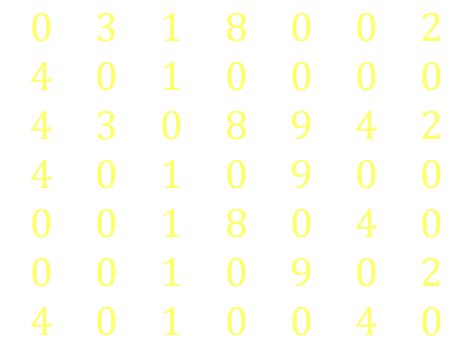 0 3 1 8 0 0 2
4 0 1 0 0 0 0
4 3 0 8 9 4 2
4 0 1 0 9 0 0
0 0 1 8 0 4 0
0 0 1 0 9 0 2
4 0 1 0 0 4 0